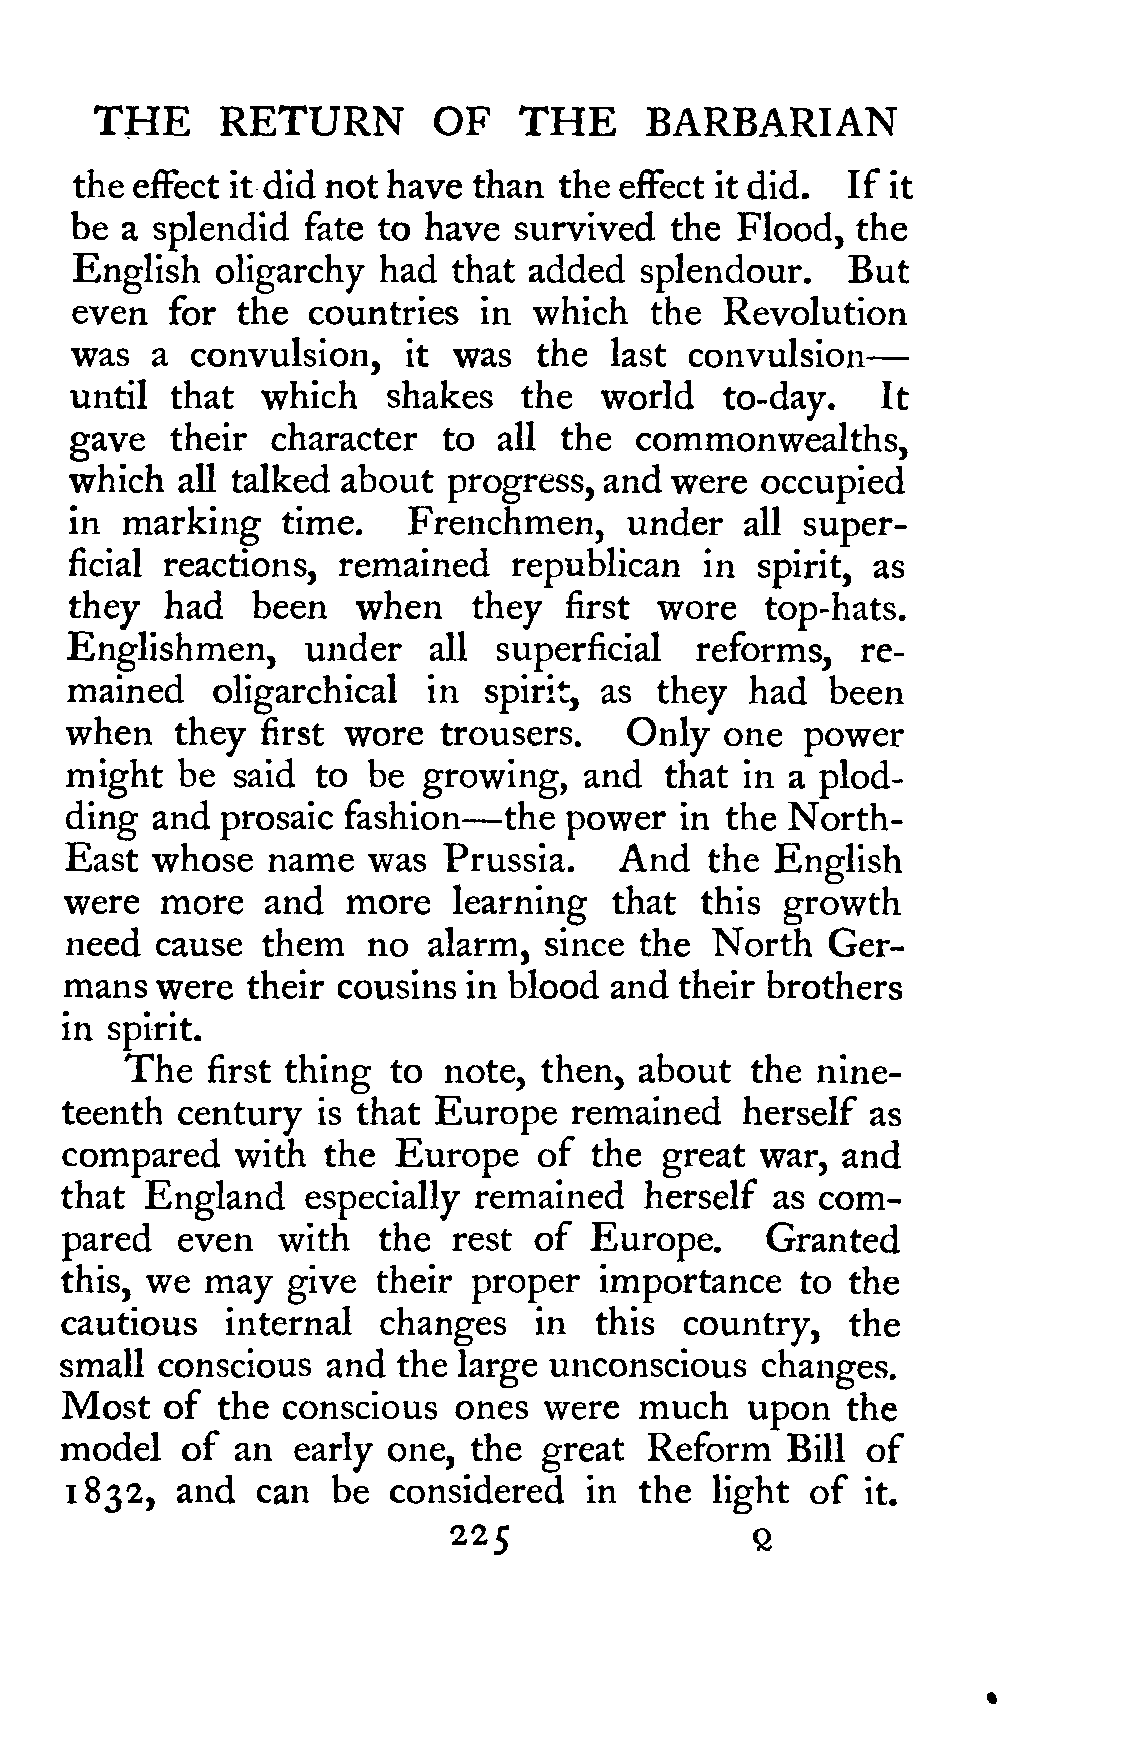 THE RETURN OF THE BARBARIAN
the effect it did not have than the effect it did. If it
be a splendid fate to have survived the Flood, the
English oligarchy had that added splendour. But
even for the countries in which the Revolution
was a convulsion, it was the last convulsion—
until that which shakes the world to-day. It
gave their character to all the commonwealths,
which all talked about progress, and were occupied
in marking time. Frenchmen, under all super-
ficial reactions, remained republican in spirit, as
they had been when they first wore top-hats.
Englishmen, under all superficial reforms, re-
mained oligarchical in spirit, as they had been
when they first wore trousers. Only one power
might be said to be growing, and that in a plod-
ding and prosaic fashion—the power in the North-
East whose name was Prussia. And the English
were more and more learning that this growth
need cause them no alarm, since the North Ger-
mans were their cousins in blood and their brothers
in spirit.
The first thing to note, then, about the nine-
teenth century is that Europe remained herself as
compared with the Europe of the great war, and
that England especially remained herself as com-
pared even with the rest of Europe. Granted
this, we may give their proper importance to the
cautious internal changes in this country, the
small conscious and the large unconscious changes.
Most of the conscious ones were much upon the
model of an early one, the great Reform Bill of
1832, and can be considered in the light of it.
225 Q